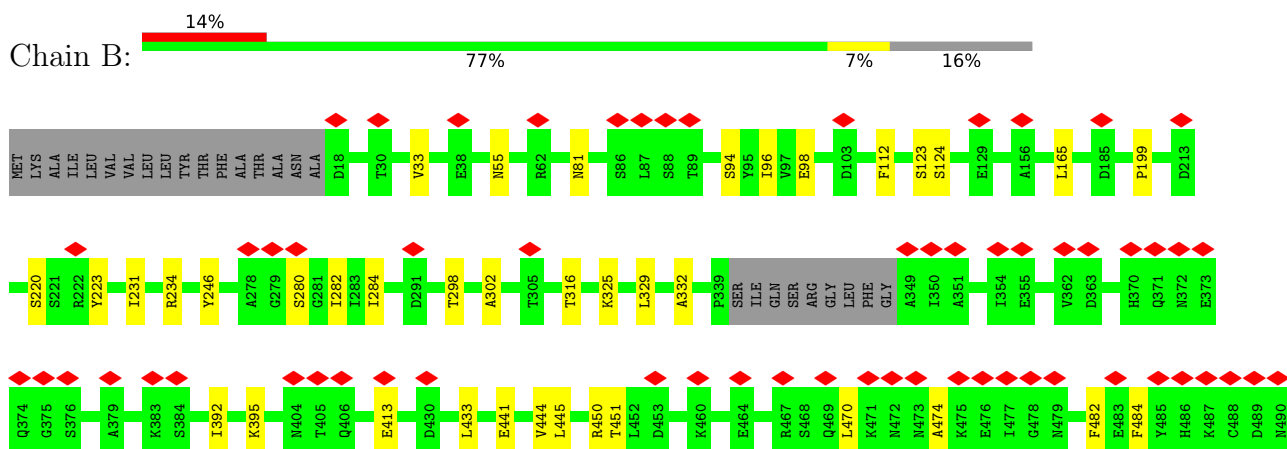 14%
Chain B:
77% 7% 16%
MET LYS ALA ILE LEU VAL VAL LEU LEU TYR THR PHE ALA THR ALA ASN ALA D18 T30 V33 E38 N55 R62 N81 S86 L87 S88 T89 S94 Y95 I96 V97 E98 D103 F112 S123 S124 E129 A156 L165 D185 P199 D213
S220 S221 R222 Y223 I231 R234 Y246 A278 G279 S280 G281 I282 I283 I284 D291 T298 A302 T305 T316 K325 L329 A332 P339 SER ILE GLN SER ARG GLY LEU PHE GLY A349 I350 A351 I354 E355 V362 D363 H370 Q371 N372 E373
Q374 G375 S376 A379 K383 S384 I392 K395 N404 T405 Q406 E413 D430 L433 E441 V444 L445 R450 T451 L452 D453 K460 E464 R467 S468 Q469 L470 K471 N472 N473 A474 K475 E476 I477 G478 N479 F482 E483 F484 Y485 H486 K487 C488 D489 N490